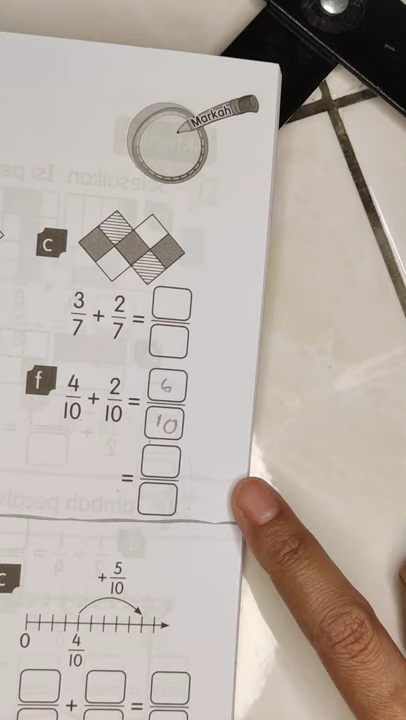 Markah
c
3/7 + 2/7 =
f
4/10 + 2/10 = 6/10
=
c
+ 5/10
0 4/10
+ =